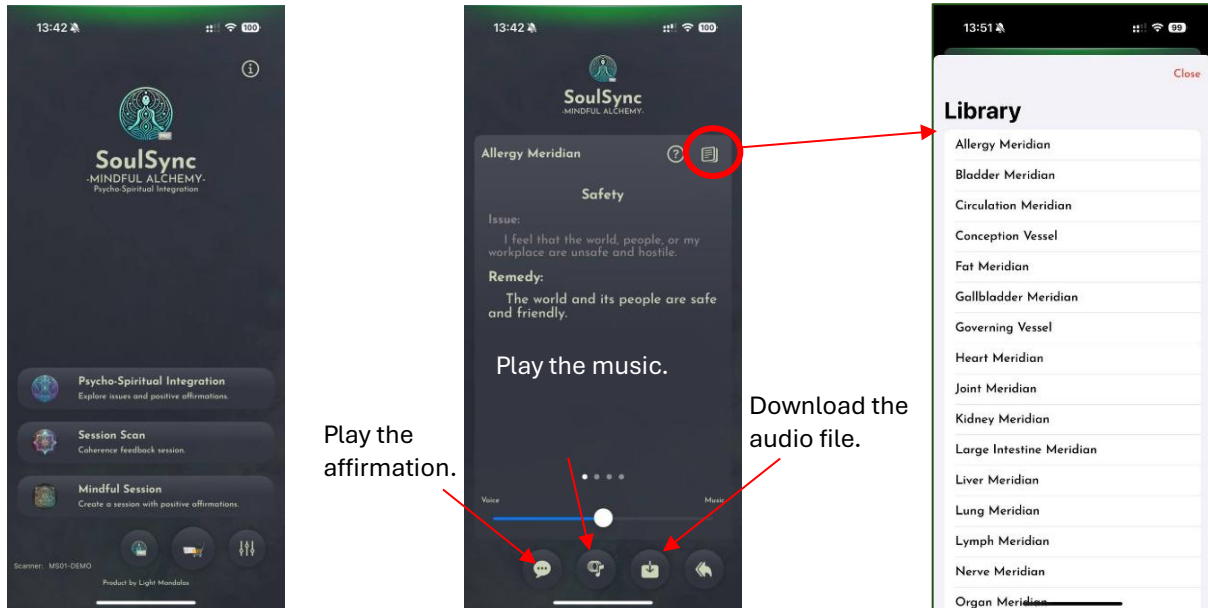 13:42
100
SoulSync
-MINDFUL ALCHEMY-
Psycho-Spiritual Integration
Psycho-Spiritual Integration
Explore issues and positive affirmations.
Session Scan
Coherence feedback session.
Mindful Session
Create a session with positive affirmations.
Scanner: MS01-DEMO
Product by Light Mandalas
Play the
affirmation.
13:42
100
SoulSync
-MINDFUL ALCHEMY-
Allergy Meridian
?
Safety
Issue:
I feel that the world, people, or my
workplace are unsafe and hostile.
Remedy:
The world and its people are safe
and friendly.
Play the music.
Voice
Music
Download the
audio file.
13:51
99
Close
Library
Allergy Meridian
Bladder Meridian
Circulation Meridian
Conception Vessel
Fat Meridian
Gallbladder Meridian
Governing Vessel
Heart Meridian
Joint Meridian
Kidney Meridian
Large Intestine Meridian
Liver Meridian
Lung Meridian
Lymph Meridian
Nerve Meridian
Organ Meridian